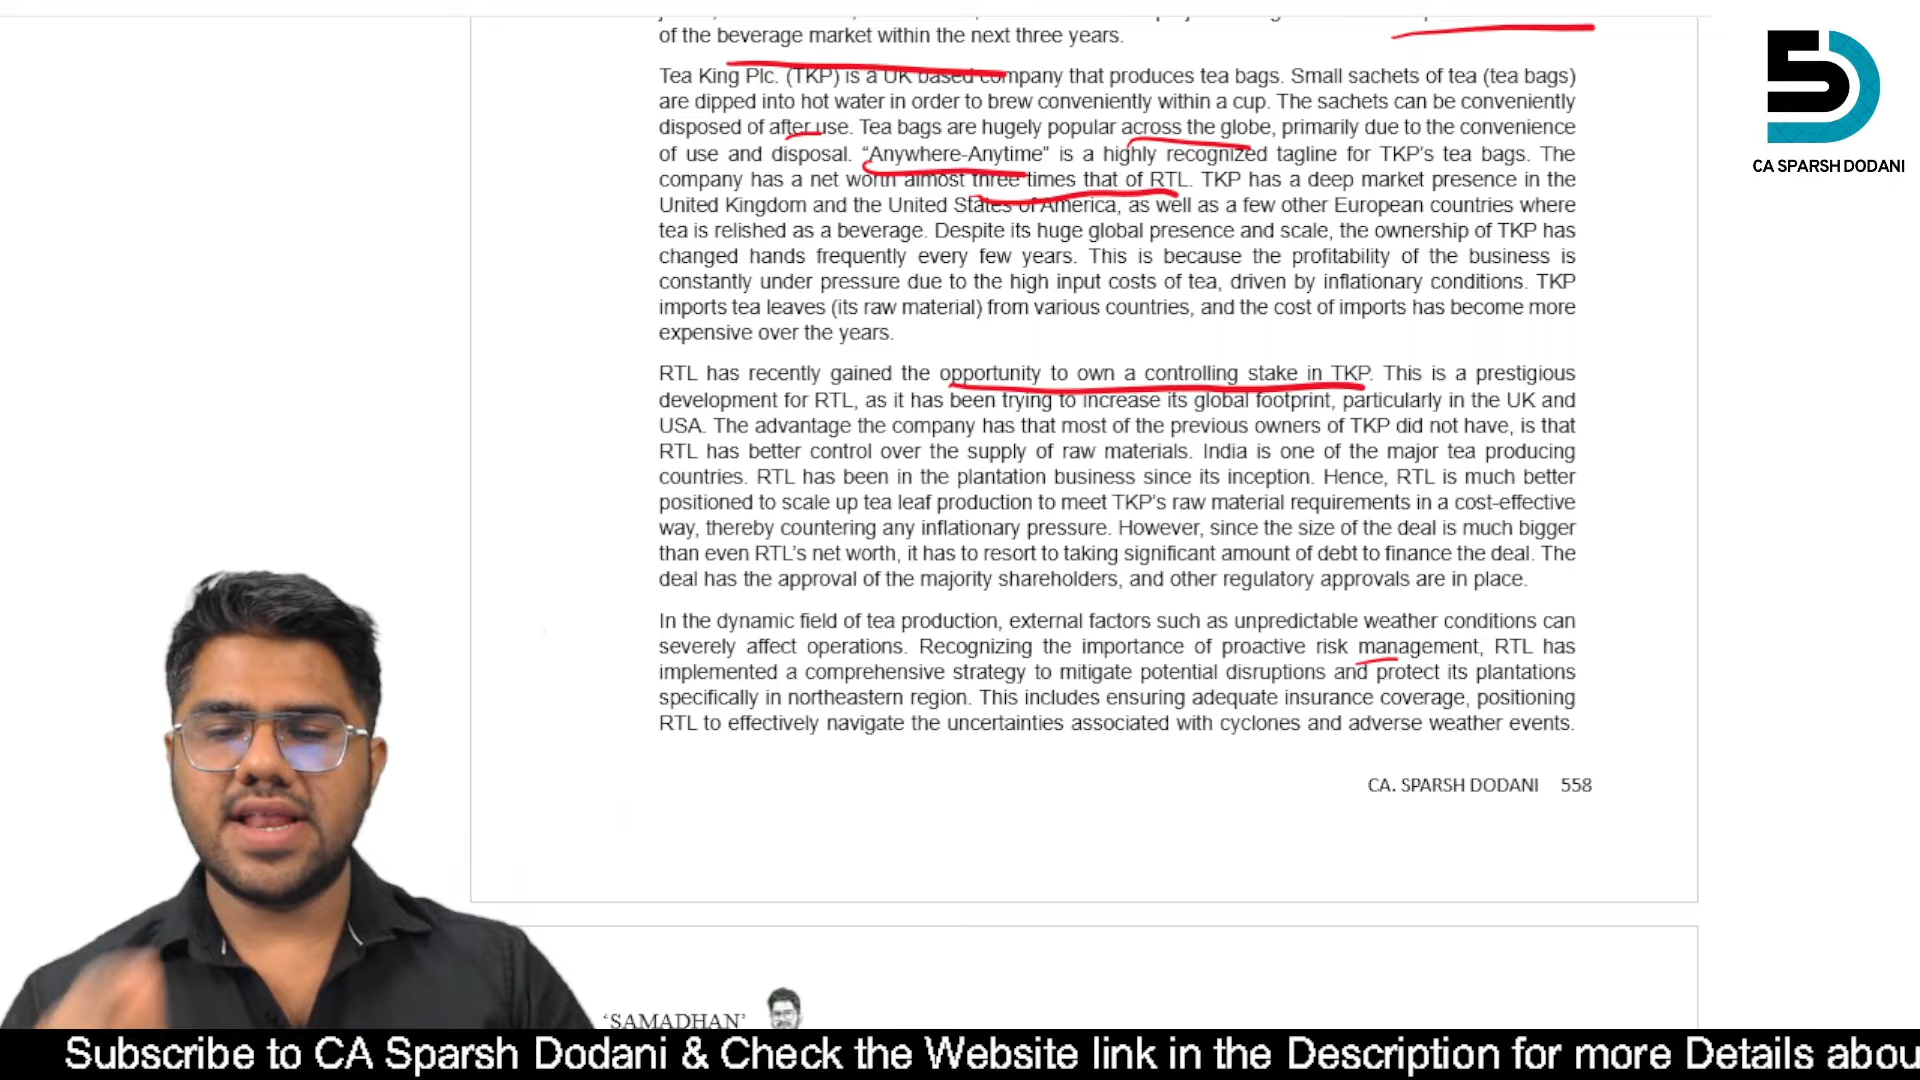 of the beverage market within the next three years.
Tea King Plc. (TKP) is a UK based company that produces tea bags. Small sachets of tea (tea bags)
are dipped into hot water in order to brew conveniently within a cup. The sachets can be conveniently
disposed of after use. Tea bags are hugely popular across the globe, primarily due to the convenience
of use and disposal. “Anywhere-Anytime” is a highly recognized tagline for TKP’s tea bags. The
company has a net worth almost three times that of RTL. TKP has a deep market presence in the
United Kingdom and the United States of America, as well as a few other European countries where
tea is relished as a beverage. Despite its huge global presence and scale, the ownership of TKP has
changed hands frequently every few years. This is because the profitability of the business is
constantly under pressure due to the high input costs of tea, driven by inflationary conditions. TKP
imports tea leaves (its raw material) from various countries, and the cost of imports has become more
expensive over the years.
RTL has recently gained the opportunity to own a controlling stake in TKP. This is a prestigious
development for RTL, as it has been trying to increase its global footprint, particularly in the UK and
USA. The advantage the company has that most of the previous owners of TKP did not have, is that
RTL has better control over the supply of raw materials. India is one of the major tea producing
countries. RTL has been in the plantation business since its inception. Hence, RTL is much better
positioned to scale up tea leaf production to meet TKP’s raw material requirements in a cost-effective
way, thereby countering any inflationary pressure. However, since the size of the deal is much bigger
than even RTL’s net worth, it has to resort to taking significant amount of debt to finance the deal. The
deal has the approval of the majority shareholders, and other regulatory approvals are in place.
In the dynamic field of tea production, external factors such as unpredictable weather conditions can
severely affect operations. Recognizing the importance of proactive risk management, RTL has
implemented a comprehensive strategy to mitigate potential disruptions and protect its plantations
specifically in northeastern region. This includes ensuring adequate insurance coverage, positioning
RTL to effectively navigate the uncertainties associated with cyclones and adverse weather events.
CA. SPARSH DODANI 558
‘SAMADHAN’
CA SPARSH DODANI
Subscribe to CA Sparsh Dodani & Check the Website link in the Description for more Details abou